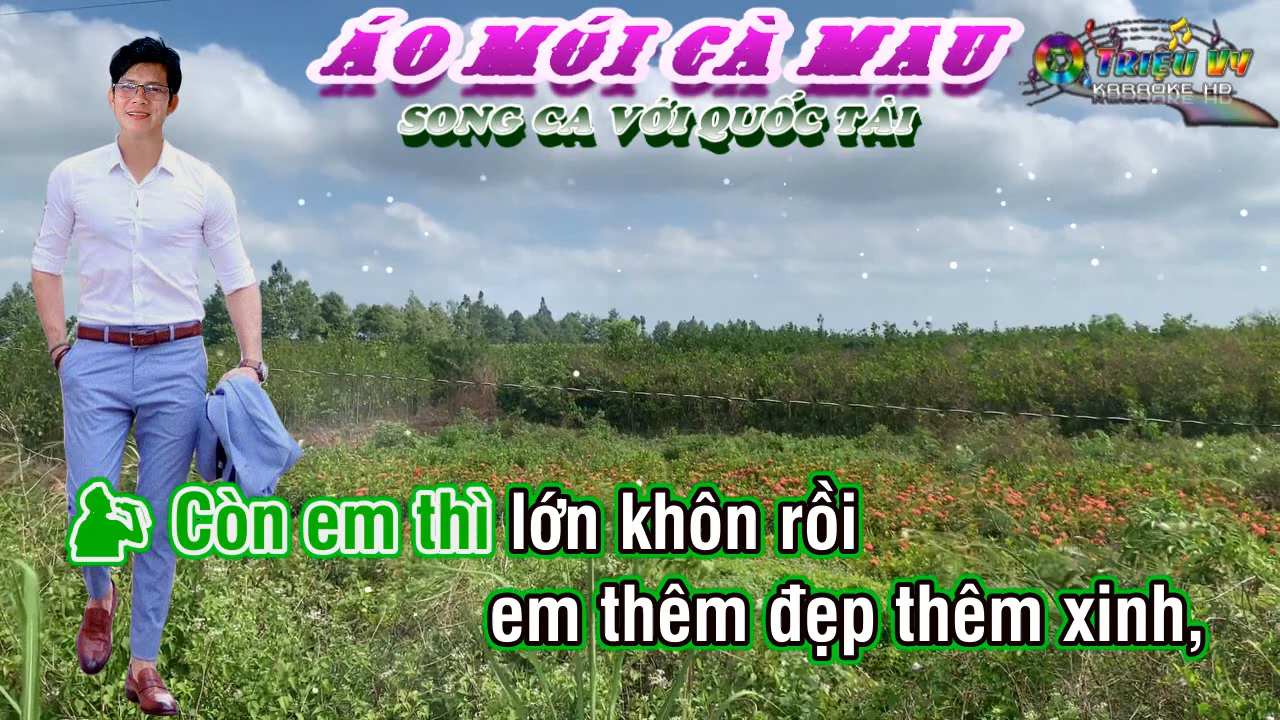 ÁO MỚI CÀ MAU
SONG CA VỚI QUỐC TÀI
TRIỆU VY
KARAOKE HD
Còn em thì lớn khôn rồi
em thêm đẹp thêm xinh,